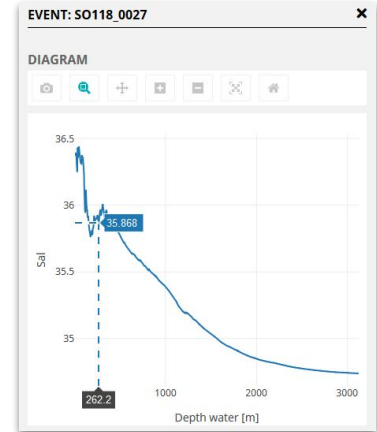 EVENT: SO118_0027 ×
DIAGRAM
36.5
36
35.868
35.5
Sal
35
262.2
1000 2000 3000
Depth water [m]